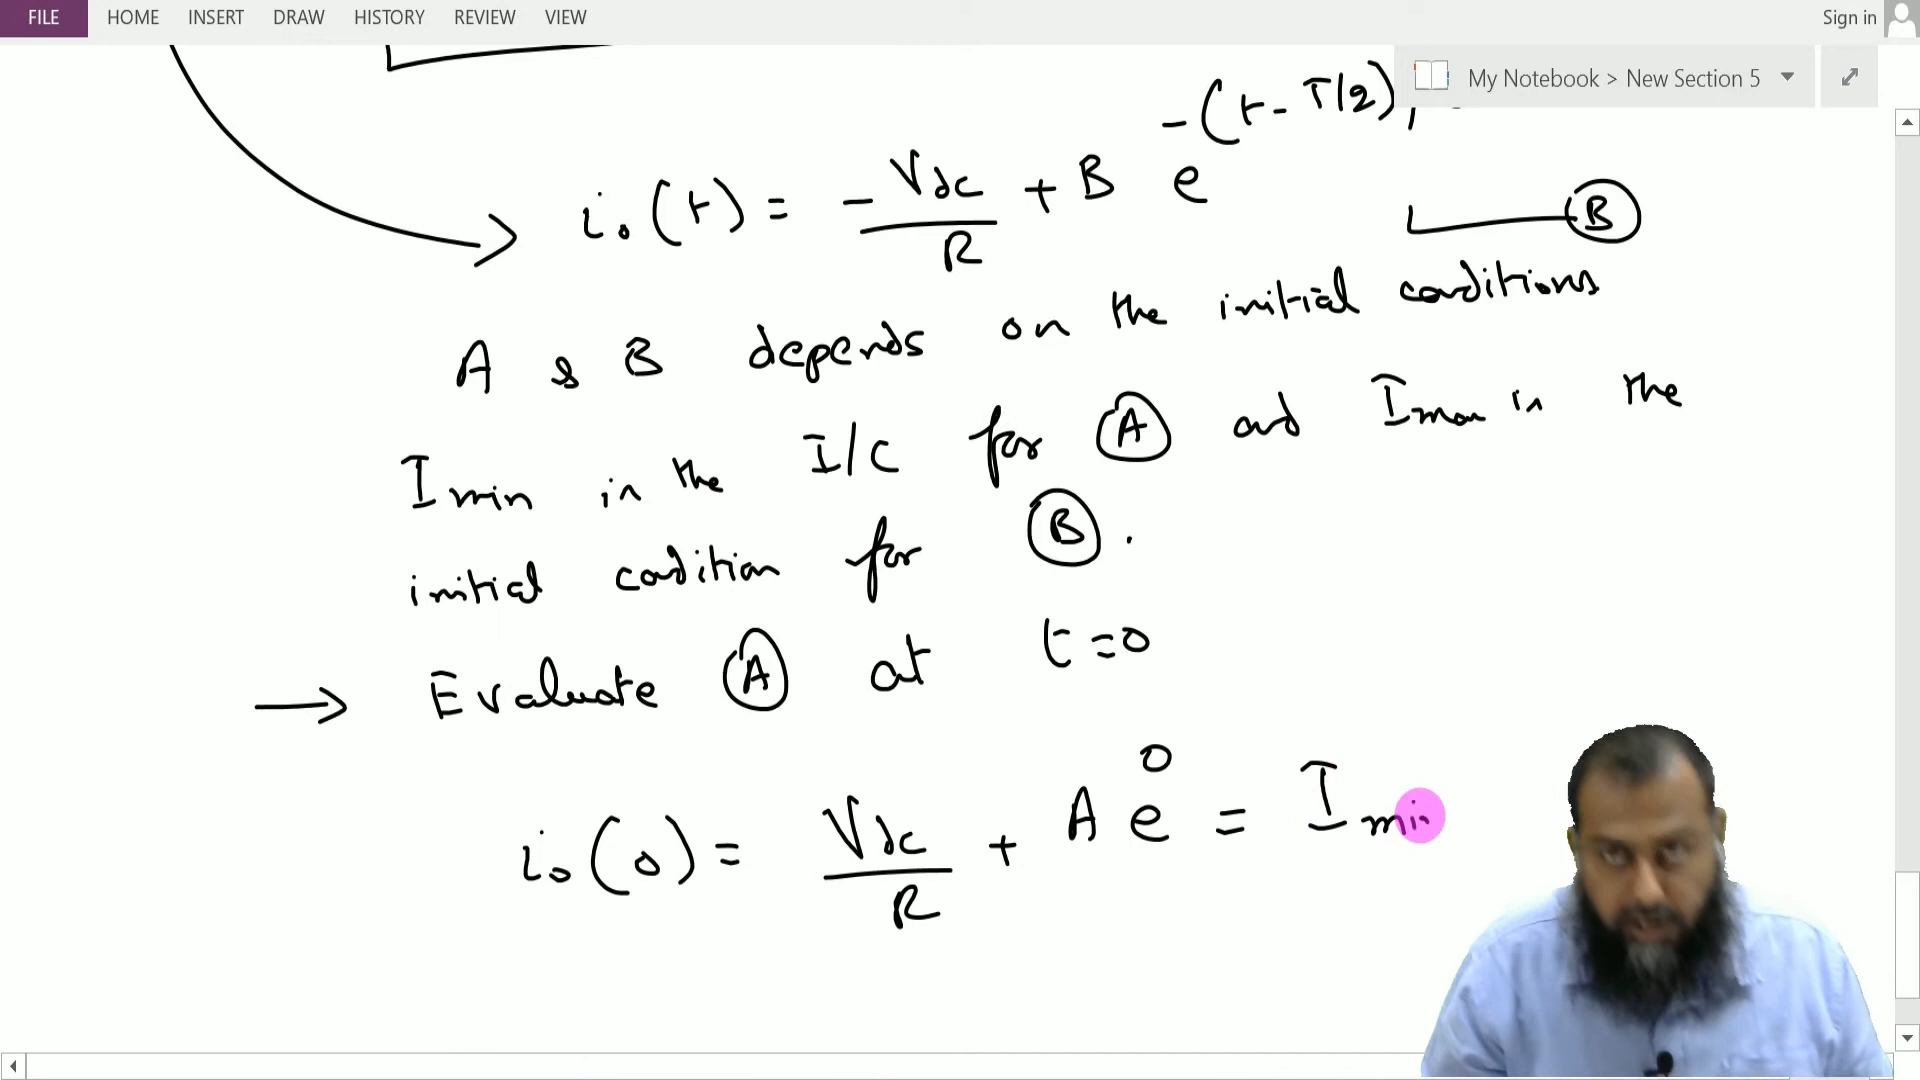 FILE HOME INSERT DRAW HISTORY REVIEW VIEW Sign in
My Notebook > New Section 5
i₀(t) = -Vdc/R + B e^-(t-T/2)/
B
A & B depends on the initial conditions
Imin is the I/C for A and Imax is the
initial condition for B.
→ Evaluate A at t=0
i₀(0) = Vdc/R + A e^0 = Imin